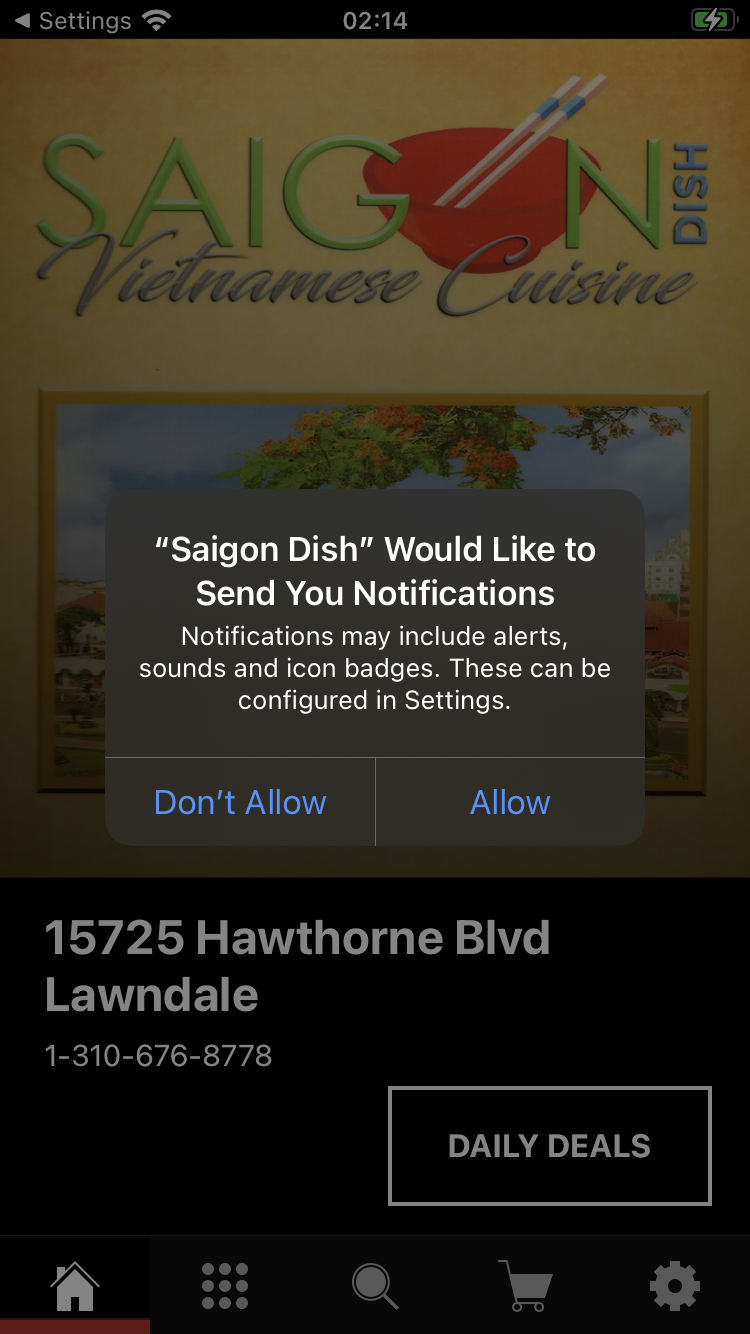 Settings
02:14
SAIGON DISH
Vietnamese Cuisine
“Saigon Dish” Would Like to
Send You Notifications
Notifications may include alerts,
sounds and icon badges. These can be
configured in Settings.
Don’t Allow
Allow
15725 Hawthorne Blvd
Lawndale
1-310-676-8778
DAILY DEALS